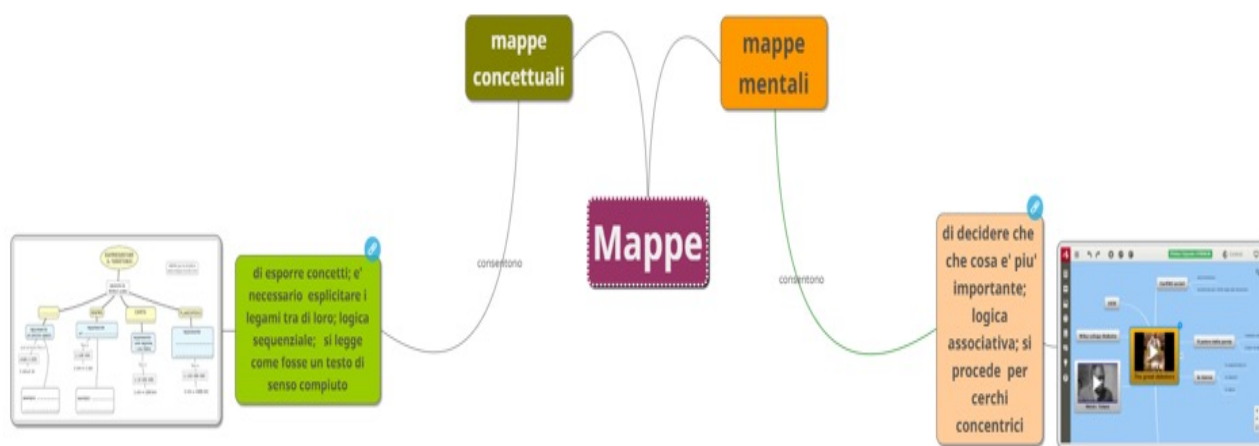 mappe
concettuali
mappe
mentali
Mappe
consentono
consentono
di esporre concetti; e'
necessario esplicitare i
legami tra di loro; logica
sequenziale; si legge
come fosse un testo di
senso compiuto
di decidere che
che cosa e' piu'
importante;
logica
associativa; si
procede per
cerchi
concentrici